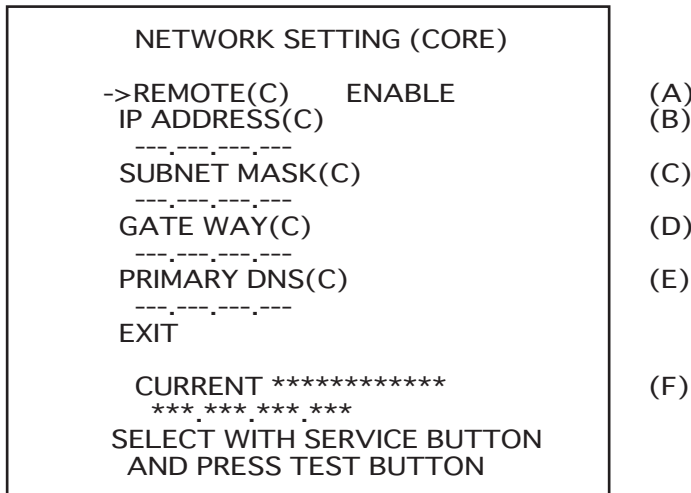 NETWORK SETTING (CORE)
->REMOTE(C) ENABLE (A)
IP ADDRESS(C) (B)
---.---.---.---
SUBNET MASK(C) (C)
---.---.---.---
GATE WAY(C) (D)
---.---.---.---
PRIMARY DNS(C) (E)
---.---.---.---
EXIT
CURRENT ************ (F)
***.***.***.***
SELECT WITH SERVICE BUTTON
AND PRESS TEST BUTTON